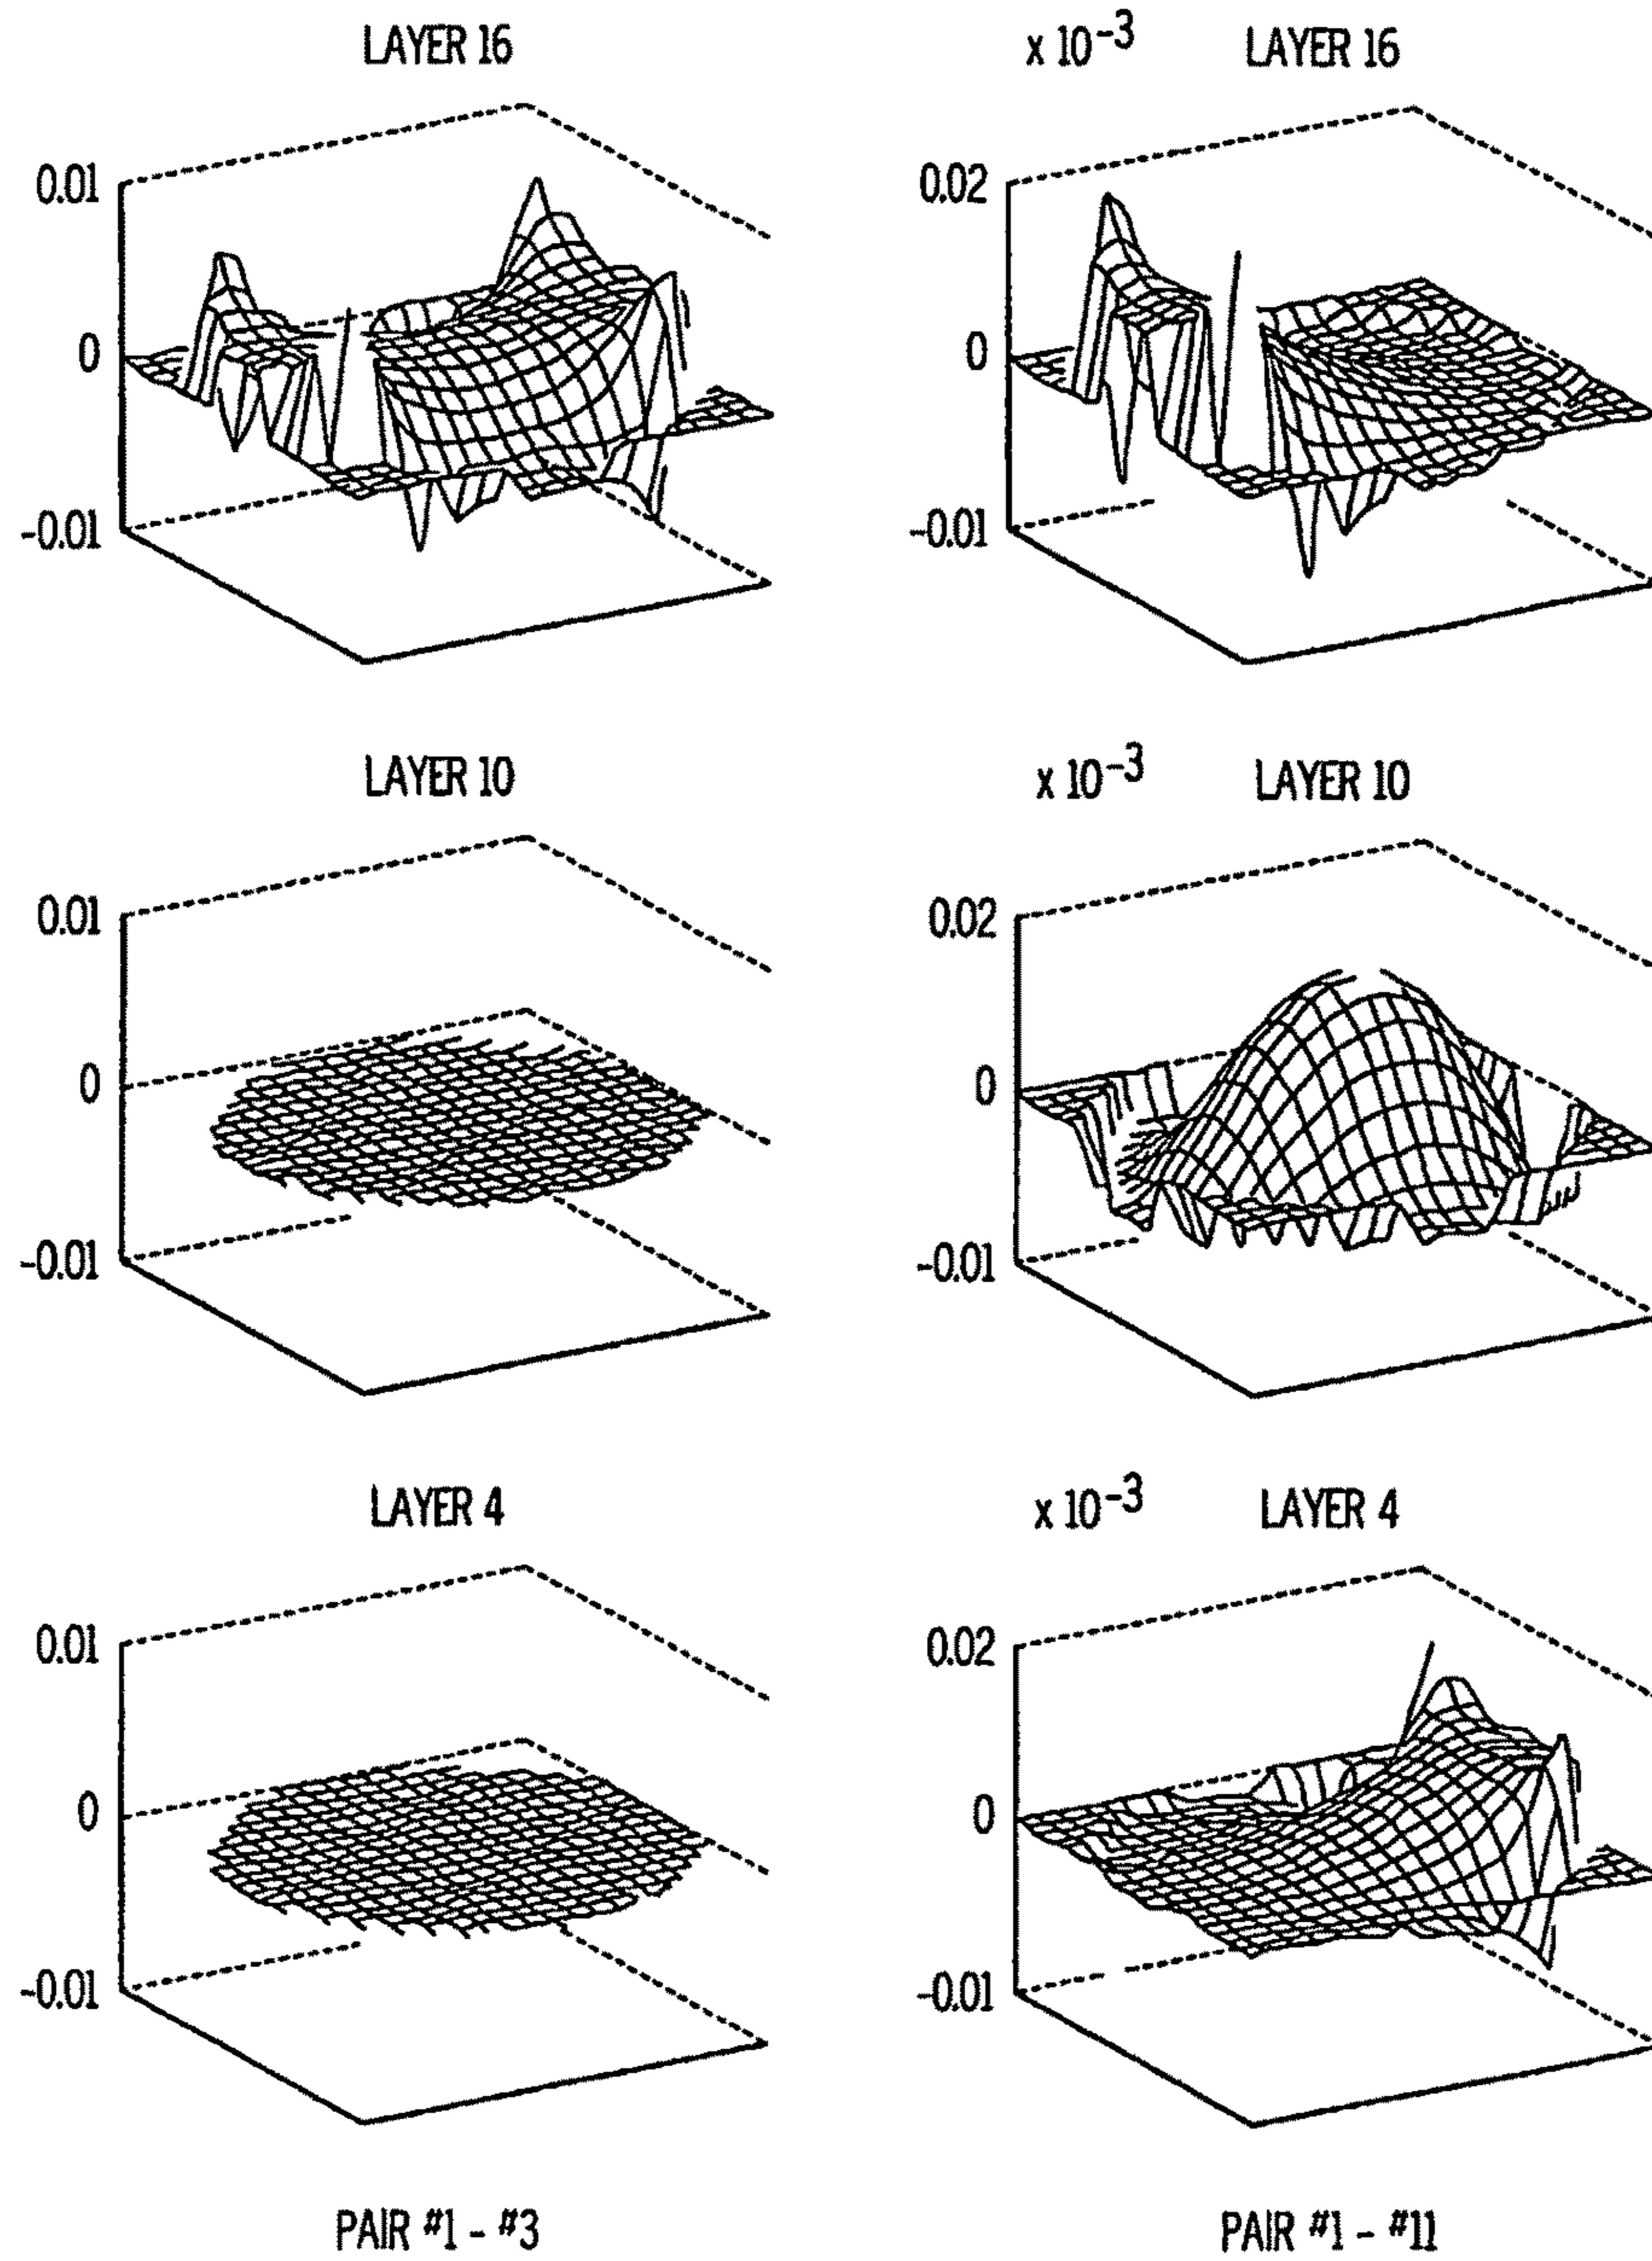 LAYER 16
0.01
0
-0.01
x 10-3 LAYER 16
0.02
0
-0.01
LAYER 10
0.01
0
-0.01
x 10-3 LAYER 10
0.02
0
-0.01
LAYER 4
0.01
0
-0.01
x 10-3 LAYER 4
0.02
0
-0.01
PAIR #1 - #3
PAIR #1 - #11